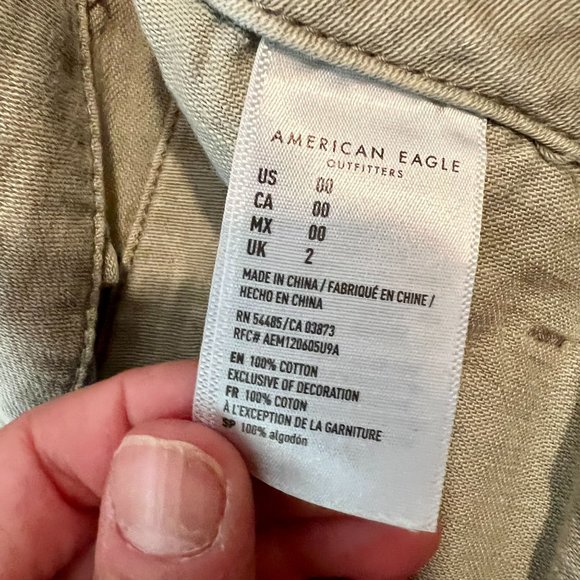 AMERICAN EAGLE
OUTFITTERS
US 00
CA 00
MX 00
UK 2
MADE IN CHINA / FABRIQUÉ EN CHINE /
HECHO EN CHINA
RN 54485/CA 03873
RFC# AEM120605U9A
EN 100% COTTON
EXCLUSIVE OF DECORATION
FR 100% COTON
À L'EXCEPTION DE LA GARNITURE
SP 100% algodón